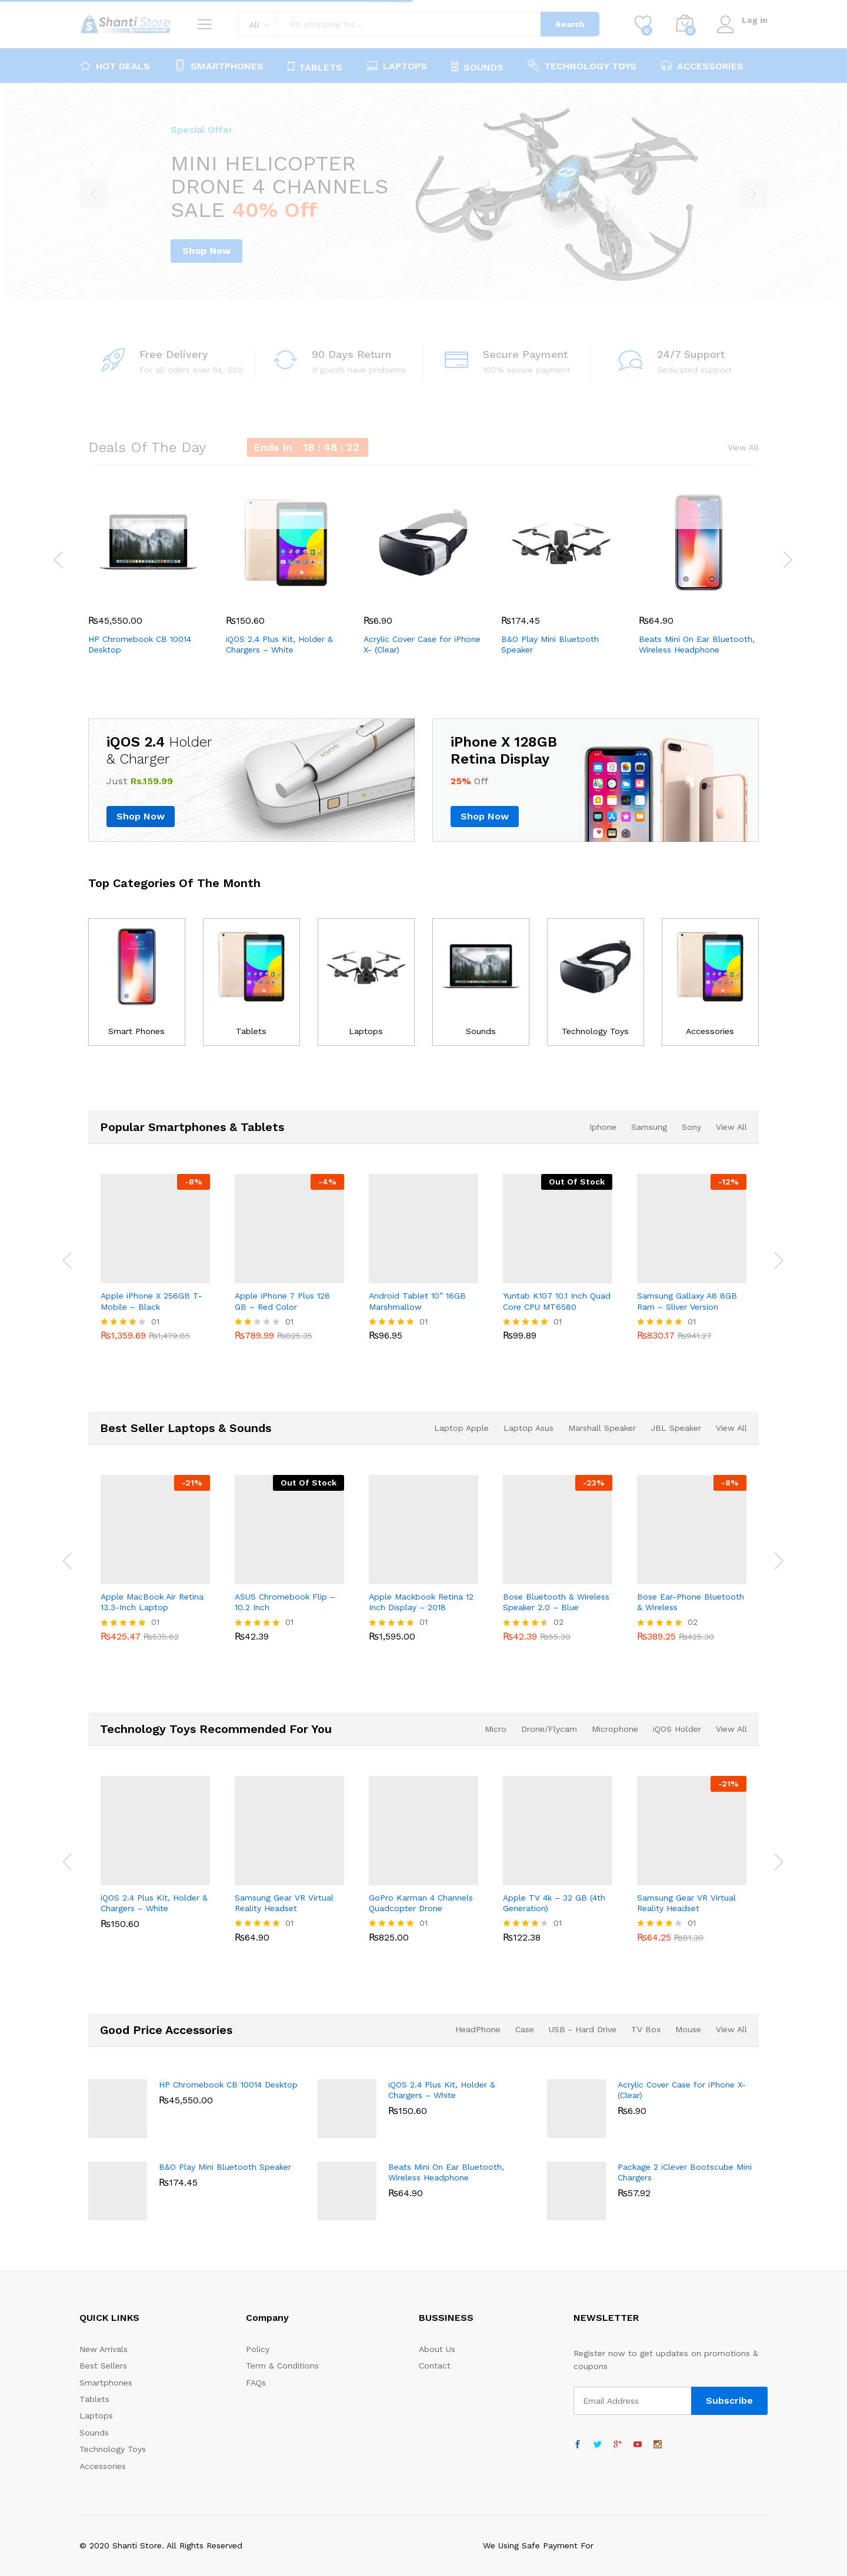 Shanti Store
All
I'm shopping for...
Search
0
0
Log in
HOT DEALS
SMARTPHONES
TABLETS
LAPTOPS
SOUNDS
TECHNOLOGY TOYS
ACCESSORIES
Special Offer
MINI HELICOPTER
DRONE 4 CHANNELS
SALE 40% Off
Shop Now
Free Delivery
For all oders over Rs. 500
90 Days Return
If goods have problems
Secure Payment
100% secure payment
24/7 Support
Dedicated support
Deals Of The Day
Ends In 18 : 48 : 22
View All
₨45,550.00
HP Chromebook CB 10014
Desktop
₨150.60
iQOS 2.4 Plus Kit, Holder &
Chargers – White
₨6.90
Acrylic Cover Case for iPhone
X- (Clear)
₨174.45
B&O Play Mini Bluetooth
Speaker
₨64.90
Beats Mini On Ear Bluetooth,
Wireless Headphone
iQOS 2.4 Holder
& Charger
Just Rs.159.99
Shop Now
iPhone X 128GB
Retina Display
25% Off
Shop Now
Top Categories Of The Month
Smart Phones
Tablets
Laptops
Sounds
Technology Toys
Accessories
Popular Smartphones & Tablets
Iphone
Samsung
Sony
View All
-8%
Apple iPhone X 256GB T-
Mobile – Black
01
₨1,359.69 ₨1,479.85
-4%
Apple iPhone 7 Plus 128
GB – Red Color
01
₨789.99 ₨825.35
Android Tablet 10" 16GB
Marshmallow
01
₨96.95
Out Of Stock
Yuntab K107 10.1 Inch Quad
Core CPU MT6580
01
₨99.89
-12%
Samsung Gallaxy A8 8GB
Ram – Sliver Version
01
₨830.17 ₨941.27
Best Seller Laptops & Sounds
Laptop Apple
Laptop Asus
Marshall Speaker
JBL Speaker
View All
-21%
Apple MacBook Air Retina
13.3-Inch Laptop
01
₨425.47 ₨535.62
Out Of Stock
ASUS Chromebook Flip –
10.2 Inch
01
₨42.39
Apple Mackbook Retina 12
Inch Display – 2018
01
₨1,595.00
-23%
Bose Bluetooth & Wireless
Speaker 2.0 – Blue
02
₨42.39 ₨55.30
-8%
Bose Ear-Phone Bluetooth
& Wireless
02
₨389.25 ₨425.30
Technology Toys Recommended For You
Micro
Drone/Flycam
Microphone
iQOS Holder
View All
iQOS 2.4 Plus Kit, Holder &
Chargers – White
₨150.60
Samsung Gear VR Virtual
Reality Headset
01
₨64.90
GoPro Karman 4 Channels
Quadcopter Drone
01
₨825.00
Apple TV 4k – 32 GB (4th
Generation)
01
₨122.38
-21%
Samsung Gear VR Virtual
Reality Headset
01
₨64.25 ₨81.30
Good Price Accessories
HeadPhone
Case
USB - Hard Drive
TV Box
Mouse
View All
HP Chromebook CB 10014 Desktop
₨45,550.00
iQOS 2.4 Plus Kit, Holder &
Chargers – White
₨150.60
Acrylic Cover Case for iPhone X-
(Clear)
₨6.90
B&O Play Mini Bluetooth Speaker
₨174.45
Beats Mini On Ear Bluetooth,
Wireless Headphone
₨64.90
Package 2 iClever Bootscube Mini
Chargers
₨57.92
QUICK LINKS
New Arrivals
Best Sellers
Smartphones
Tablets
Laptops
Sounds
Technology Toys
Accessories
Company
Policy
Term & Conditions
FAQs
BUSSINESS
About Us
Contact
NEWSLETTER
Register now to get updates on promotions &
coupons
Email Address
Subscribe
© 2020 Shanti Store. All Rights Reserved
We Using Safe Payment For